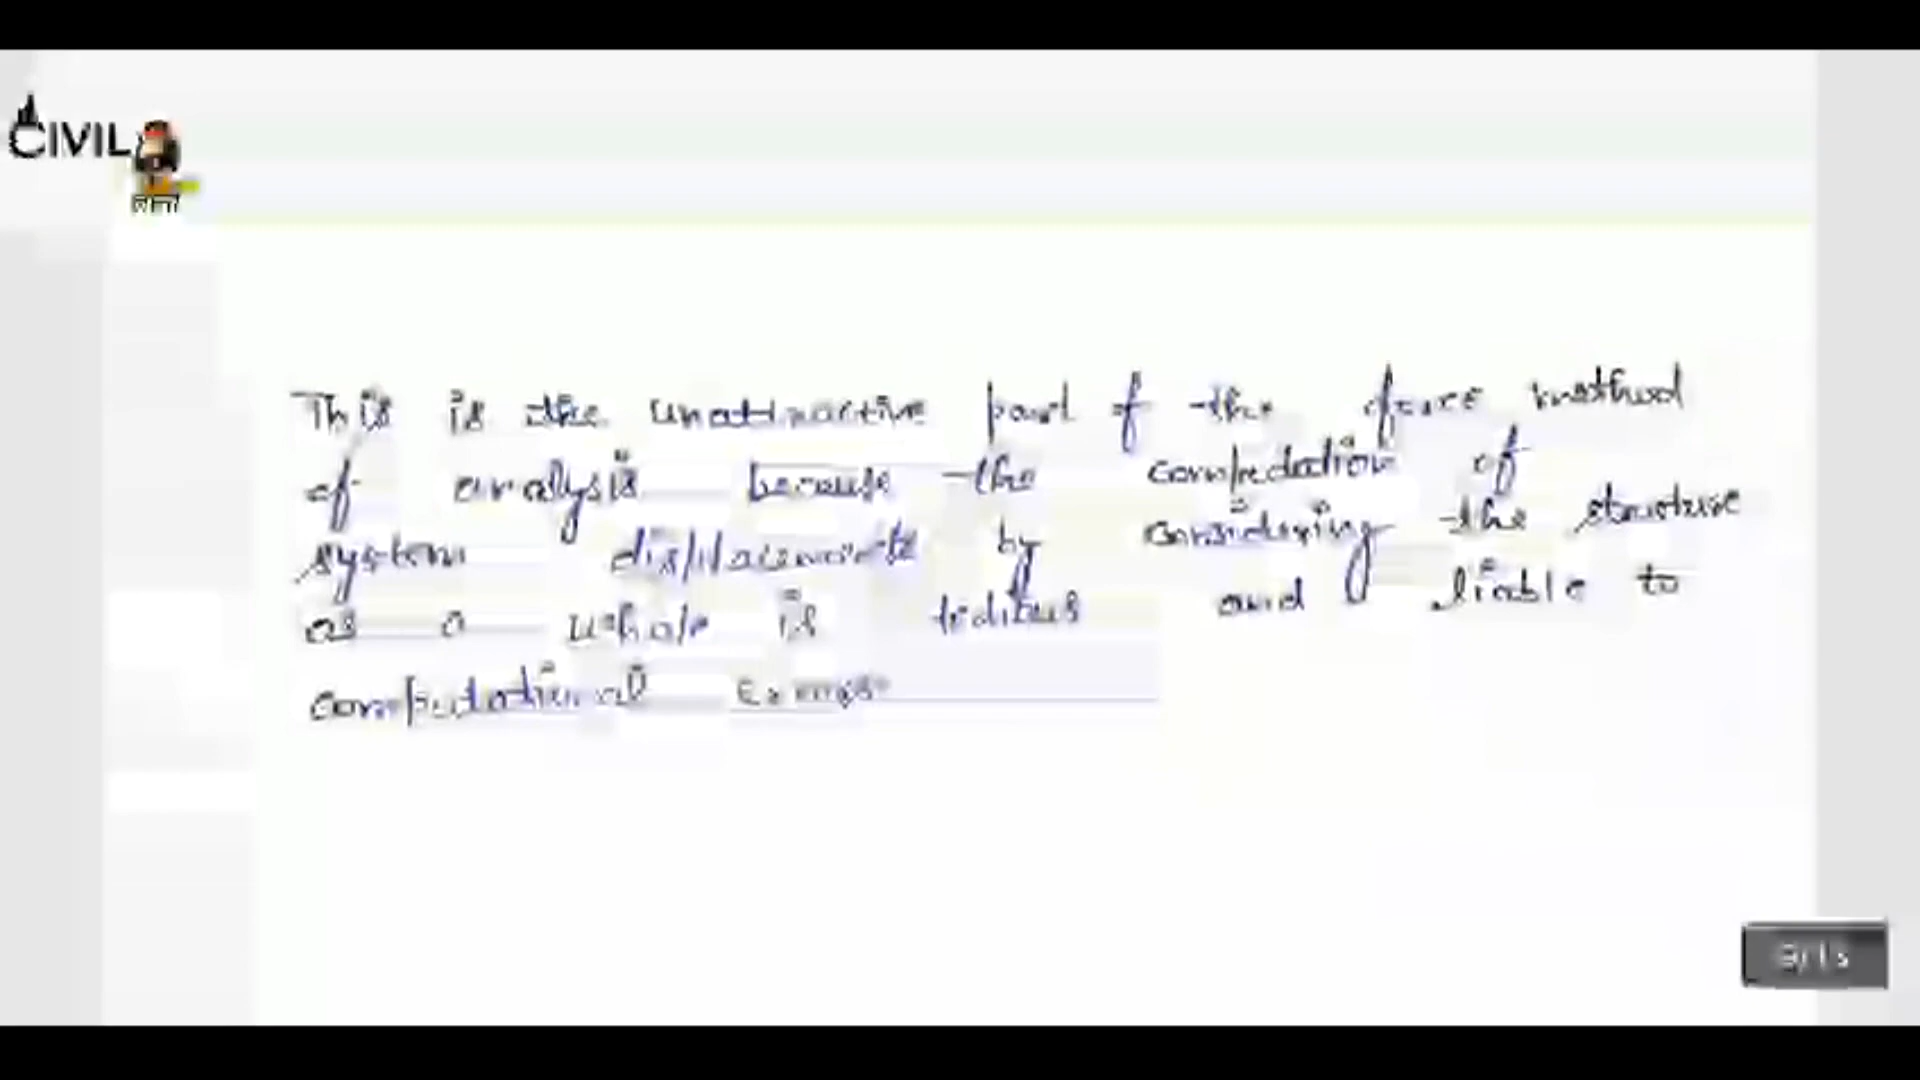 CIVIL
This is the unattractive part of the force method
of analysis because the computation of
system displacements by considering the structure
as a whole is tedious and liable to
computational errors.